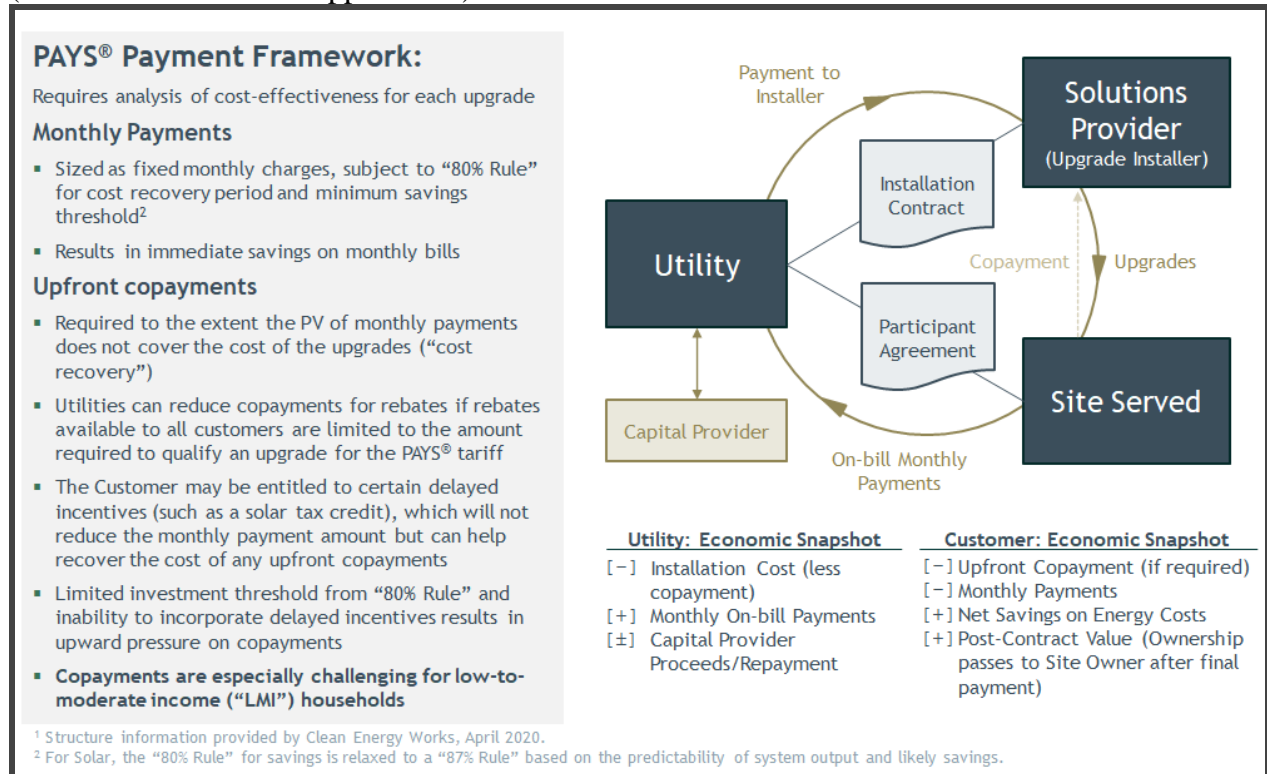 PAYS® Payment Framework:
Requires analysis of cost-effectiveness for each upgrade
Monthly Payments
▪ Sized as fixed monthly charges, subject to “80% Rule”
for cost recovery period and minimum savings
threshold²
▪ Results in immediate savings on monthly bills
Upfront copayments
▪ Required to the extent the PV of monthly payments
does not cover the cost of the upgrades (“cost
recovery”)
▪ Utilities can reduce copayments for rebates if rebates
available to all customers are limited to the amount
required to qualify an upgrade for the PAYS® tariff
▪ The Customer may be entitled to certain delayed
incentives (such as a solar tax credit), which will not
reduce the monthly payment amount but can help
recover the cost of any upfront copayments
▪ Limited investment threshold from “80% Rule” and
inability to incorporate delayed incentives results in
upward pressure on copayments
▪ Copayments are especially challenging for low-to-
moderate income (“LMI”) households
Payment to
Installer
Solutions
Provider
(Upgrade Installer)
Installation
Contract
Utility
Copayment
Upgrades
Participant
Agreement
Site Served
Capital Provider
On-bill Monthly
Payments
Utility: Economic Snapshot
[-] Installation Cost (less
copayment)
[+] Monthly On-bill Payments
[±] Capital Provider
Proceeds/Repayment
Customer: Economic Snapshot
[-] Upfront Copayment (if required)
[-] Monthly Payments
[+] Net Savings on Energy Costs
[+] Post-Contract Value (Ownership
passes to Site Owner after final
payment)
¹ Structure information provided by Clean Energy Works, April 2020.
² For Solar, the “80% Rule” for savings is relaxed to a “87% Rule” based on the predictability of system output and likely savings.